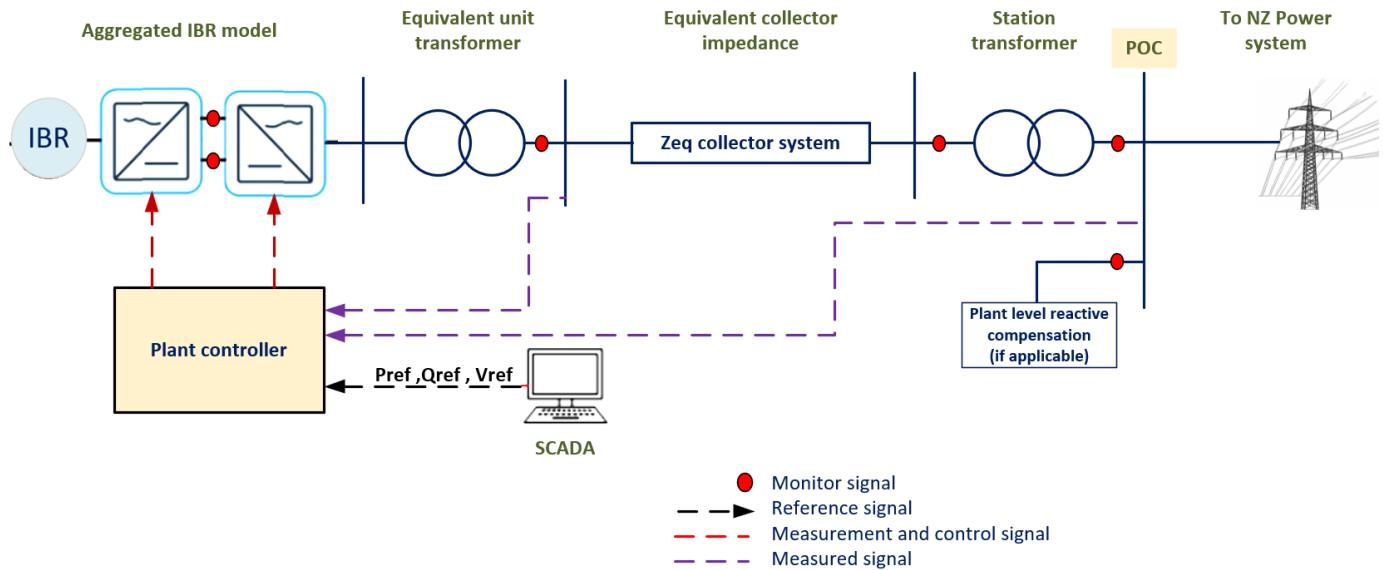 Aggregated IBR model
Equivalent unit
transformer
Equivalent collector
impedance
Station
transformer
POC
To NZ Power
system
IBR
Zeq collector system
Plant controller
Pref ,Qref , Vref
SCADA
Plant level reactive
compensation
(if applicable)
Monitor signal
Reference signal
Measurement and control signal
Measured signal